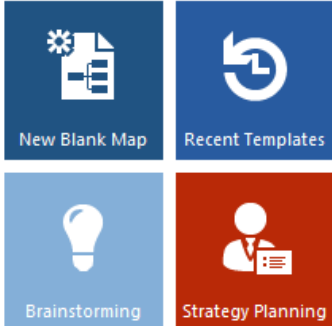 New Blank Map
Recent Templates
Brainstorming
Strategy Planning